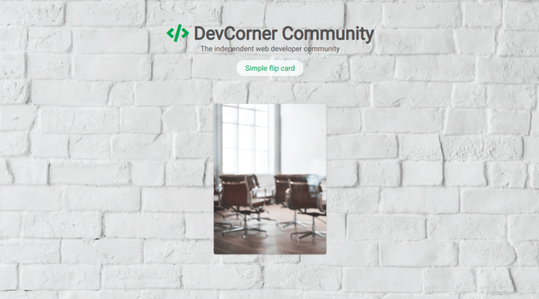 </> DevCorner Community
The independent web developer community
Simple flip card